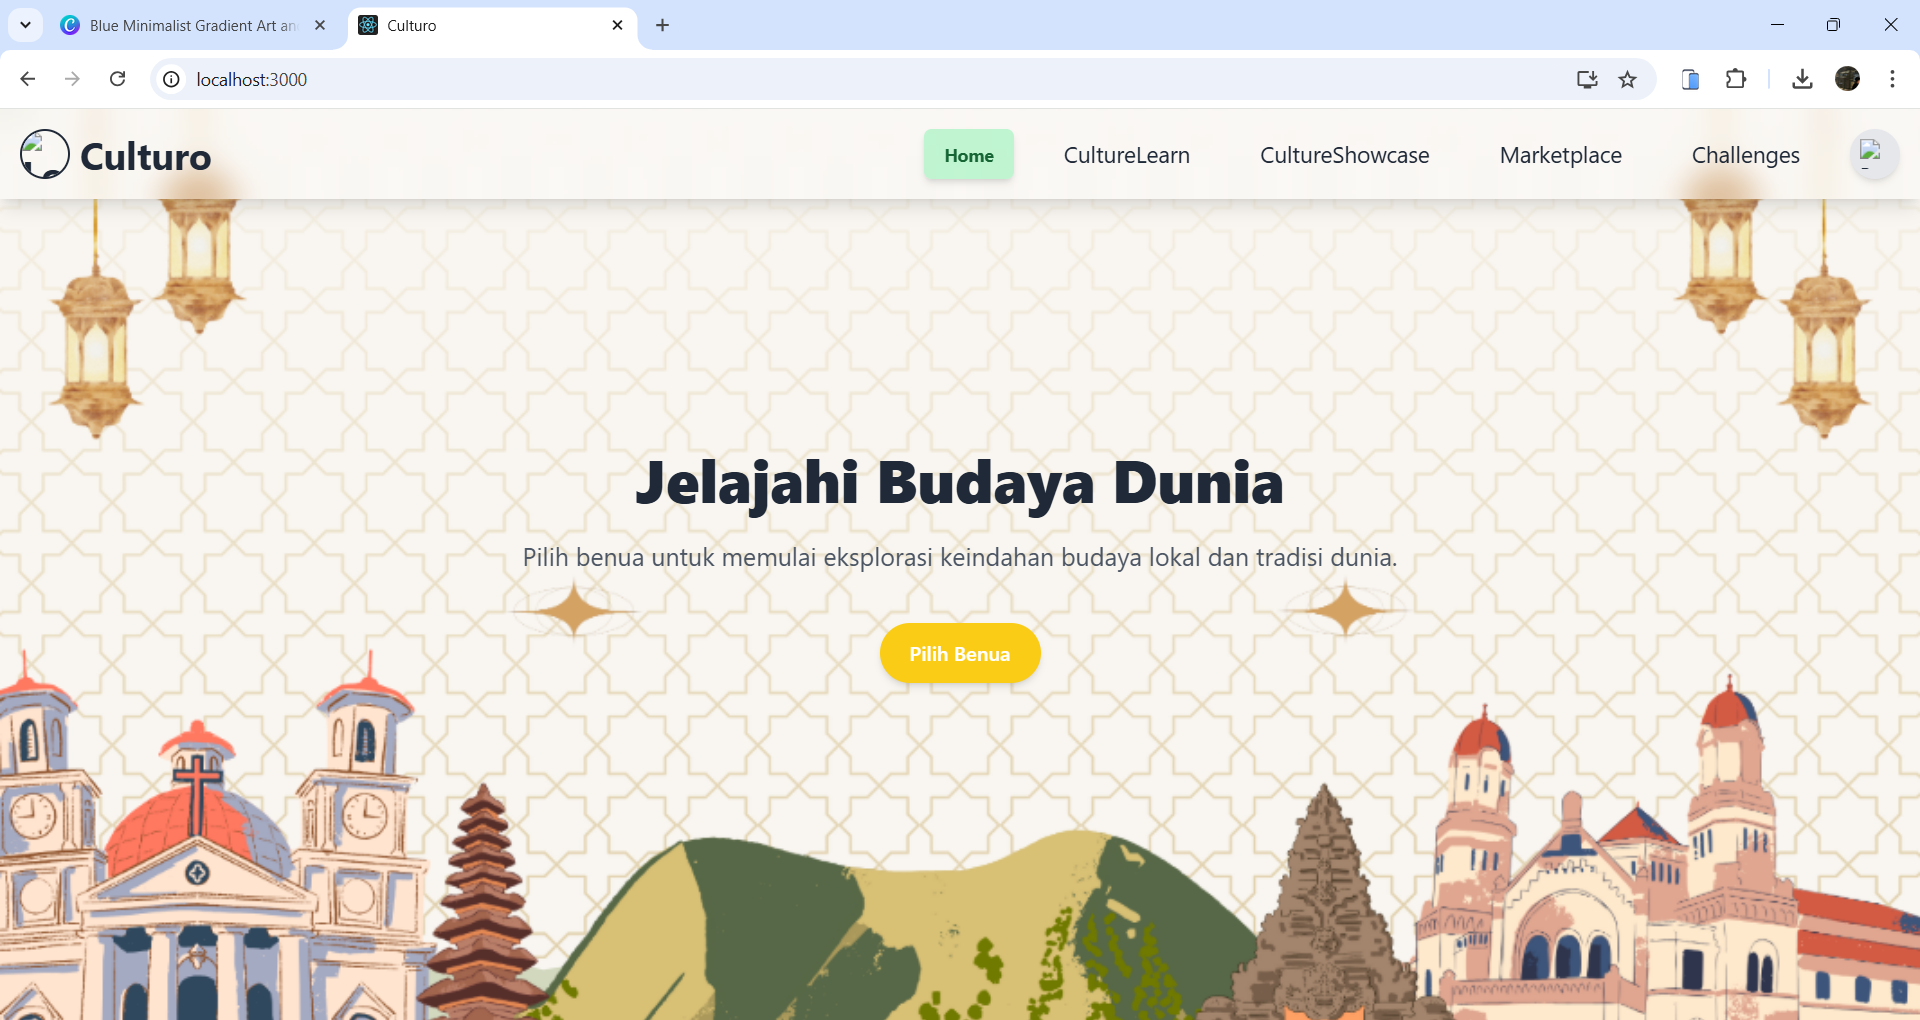 Blue Minimalist Gradient Art an
Culturo
localhost:3000
Culturo
Home
CultureLearn
CultureShowcase
Marketplace
Challenges
Jelajahi Budaya Dunia
Pilih benua untuk memulai eksplorasi keindahan budaya lokal dan tradisi dunia.
Pilih Benua